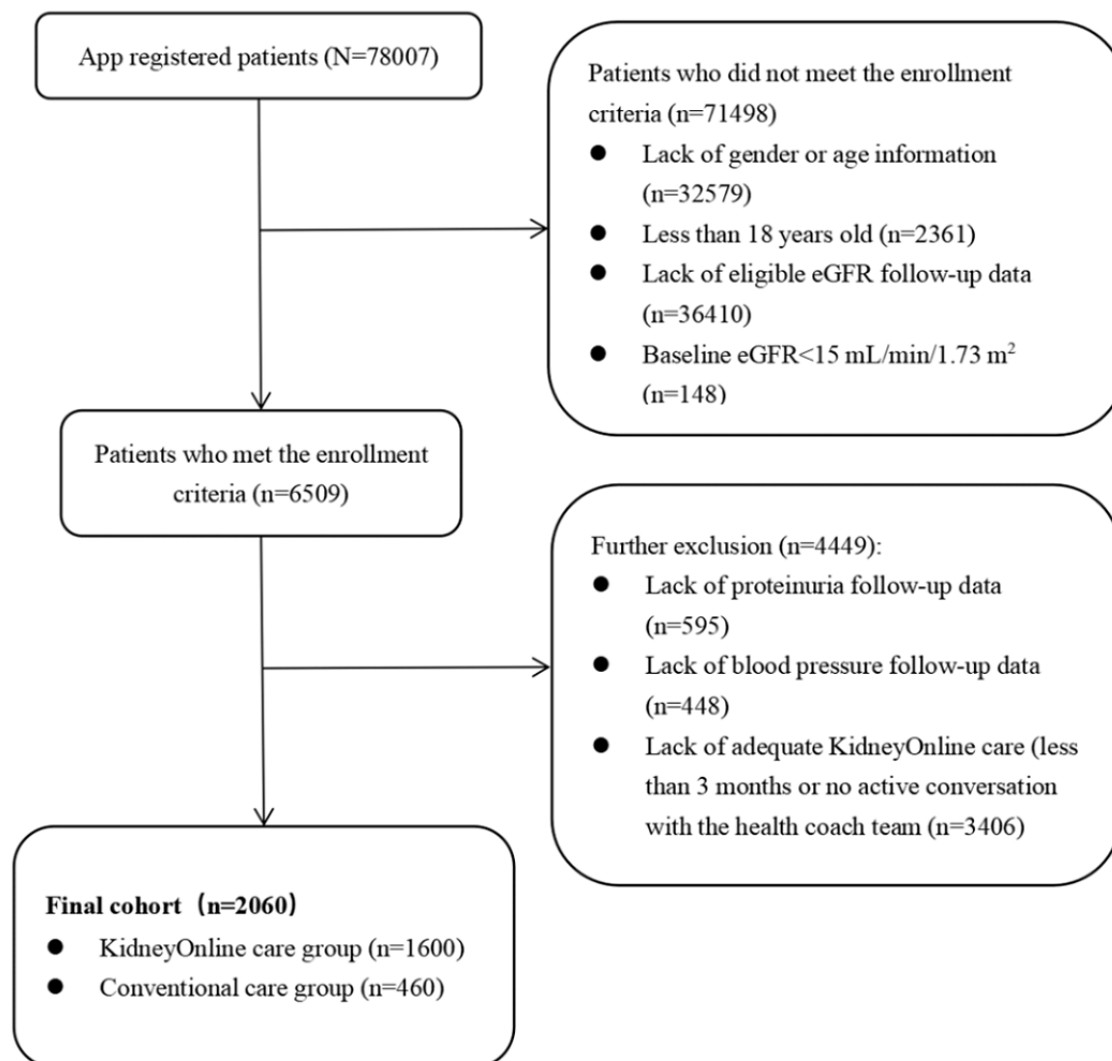 App registered patients (N=78007)
Patients who did not meet the enrollment
criteria (n=71498)
● Lack of gender or age information
(n=32579)
● Less than 18 years old (n=2361)
● Lack of eligible eGFR follow-up data
(n=36410)
● Baseline eGFR<15 mL/min/1.73 m²
(n=148)
Patients who met the enrollment
criteria (n=6509)
Further exclusion (n=4449):
● Lack of proteinuria follow-up data
(n=595)
● Lack of blood pressure follow-up data
(n=448)
● Lack of adequate KidneyOnline care (less
than 3 months or no active conversation
with the health coach team (n=3406)
Final cohort（n=2060）
● KidneyOnline care group (n=1600)
● Conventional care group (n=460)